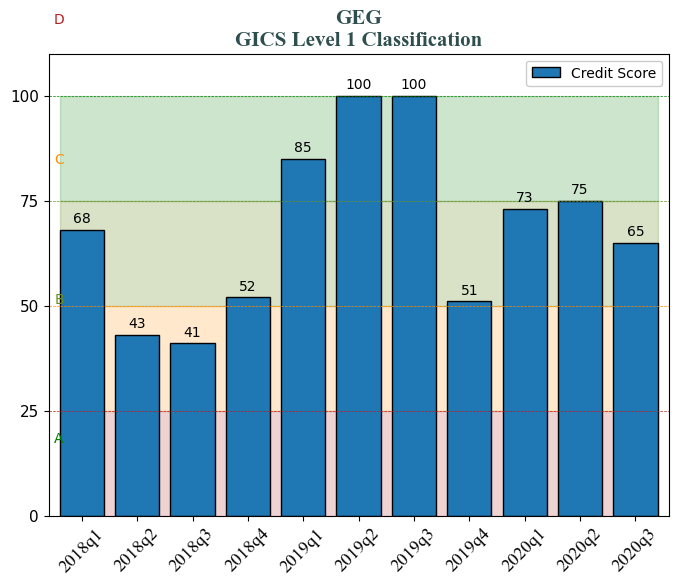 D
GEG
GICS Level 1 Classification
Credit Score
100
100
100
85
C
75
75
73
68
65
52
51
B
50
43
41
25
A
0
2018q1
2018q2
2018q3
2018q4
2019q1
2019q2
2019q3
2019q4
2020q1
2020q2
2020q3